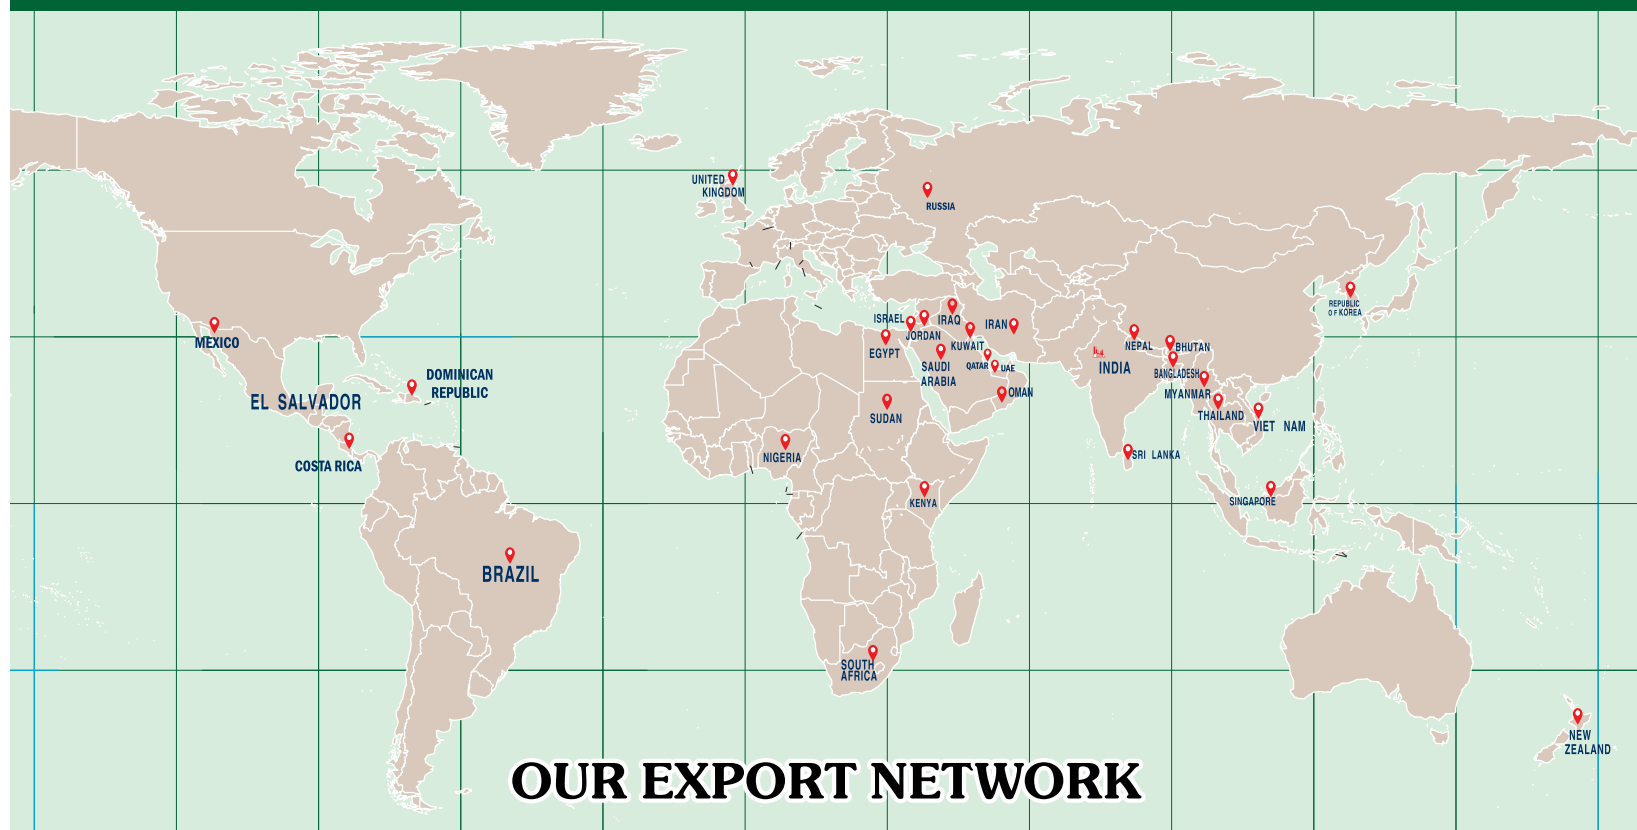 UNITED
KINGDOM
RUSSIA
REPUBLIC
OF KOREA
ISRAEL
IRAQ
IRAN
JORDAN
MEXICO
KUWAIT
NEPAL
BHUTAN
EGYPT
SAUDI
ARABIA
QATAR
UAE
INDIA
BANGLADESH
DOMINICAN
REPUBLIC
OMAN
MYANMAR
EL SALVADOR
SUDAN
THAILAND
VIET NAM
COSTA RICA
NIGERIA
SRI LANKA
KENYA
SINGAPORE
BRAZIL
SOUTH
AFRICA
NEW
ZEALAND
OUR EXPORT NETWORK